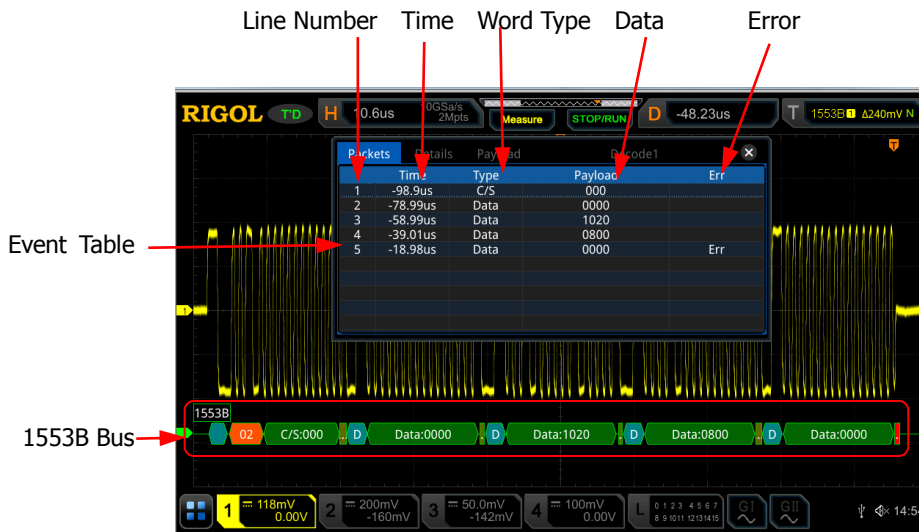 Line Number Time Word Type Data Error
RIGOL T'D H 10.6us 0GSa/s 2Mpts Measure STOP/RUN D -48.23us T 1553B 1 Δ240mV N
T
Packets Details Payload Decode1
Time Type Payload Err
1 -98.9us C/S 000
2 -78.99us Data 0000
3 -58.99us Data 1020
4 -39.01us Data 0800
5 -18.98us Data 0000 Err
Event Table
1
1553B
1553B Bus
02 C/S:000 D Data:0000 D Data:1020 D Data:0800 D Data:0000
1 118mV 0.00V 2 200mV -160mV 3 50.0mV -142mV 4 100mV 0.00V L 0 1 2 3 4 5 6 7 8 9 10 11 12 13 14 15 GI GII